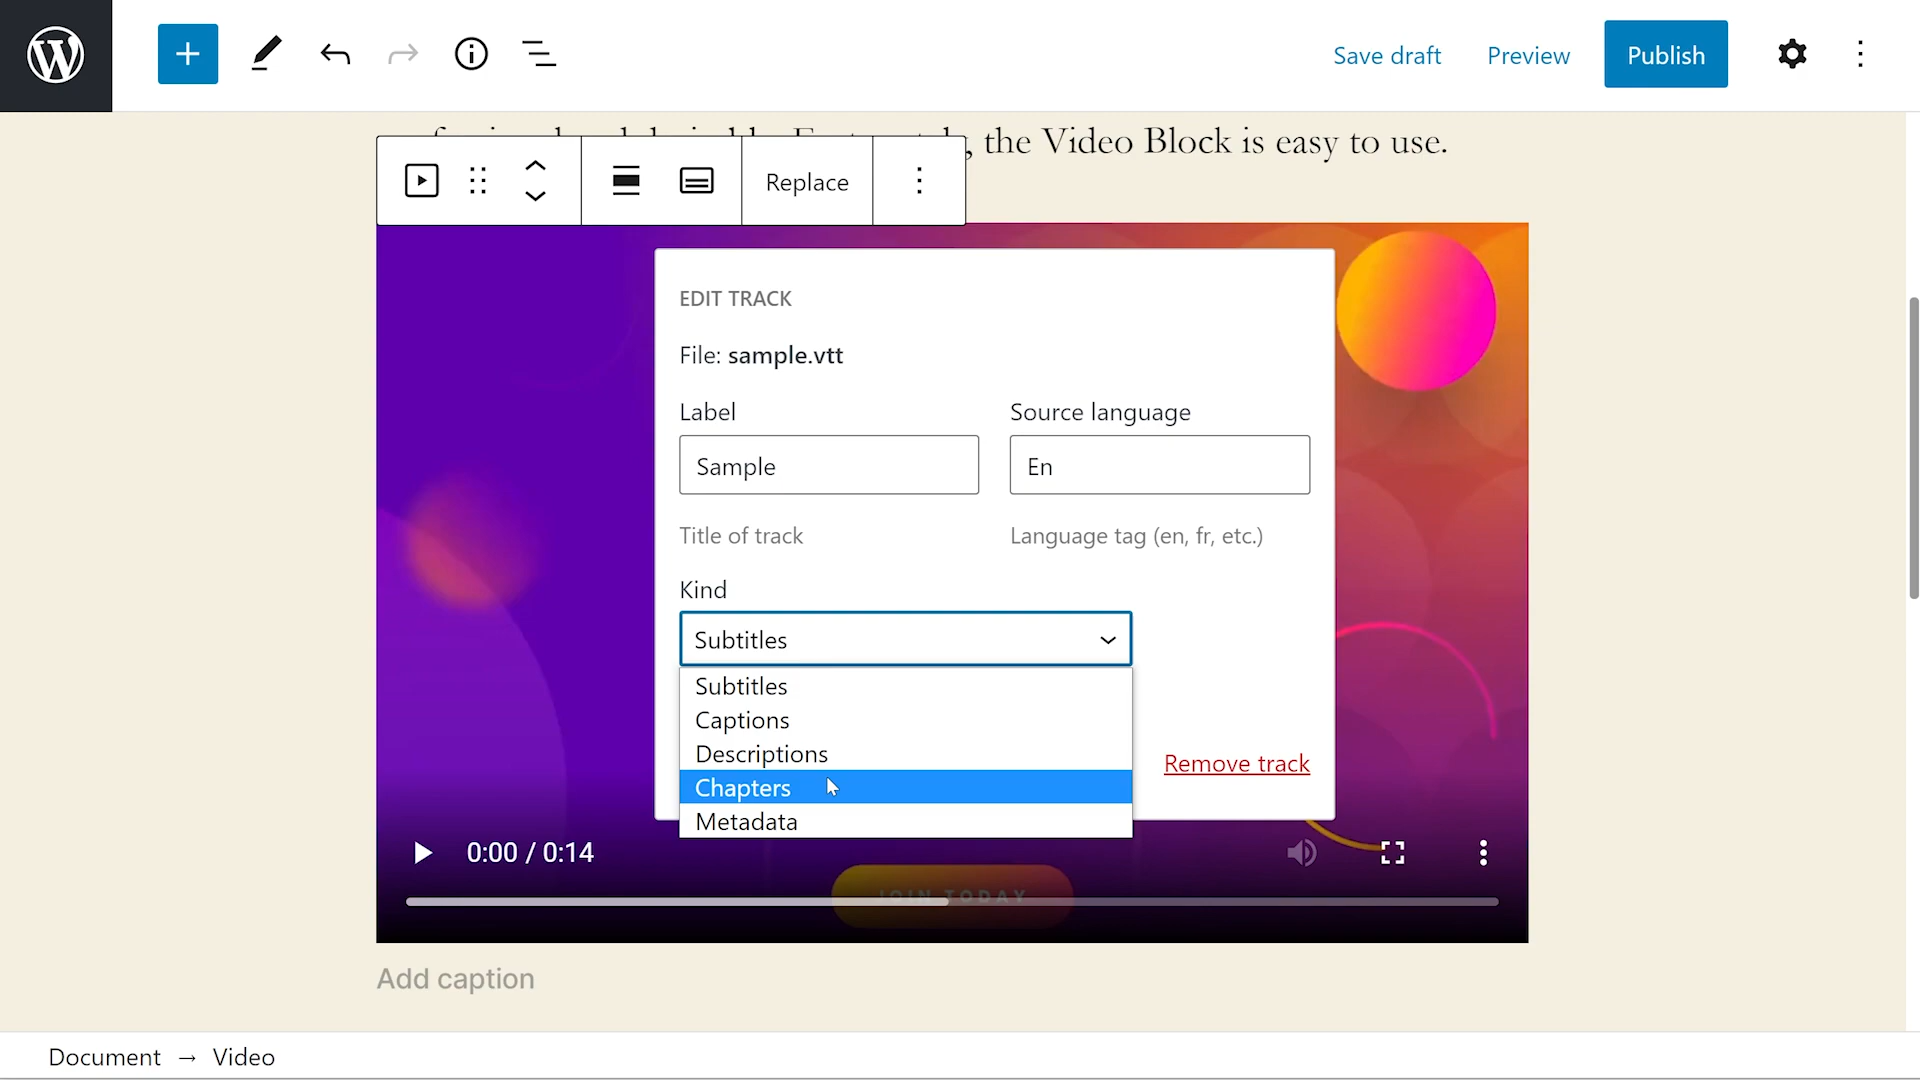 Save draft
Preview
Publish
, the Video Block is easy to use.
Replace
EDIT TRACK
File: sample.vtt
Label
Source language
Sample
En
Title of track
Language tag (en, fr, etc.)
Kind
Subtitles
Subtitles
Captions
Descriptions
Chapters
Metadata
Remove track
0:00 / 0:14
JOIN TODAY
Add caption
Document → Video